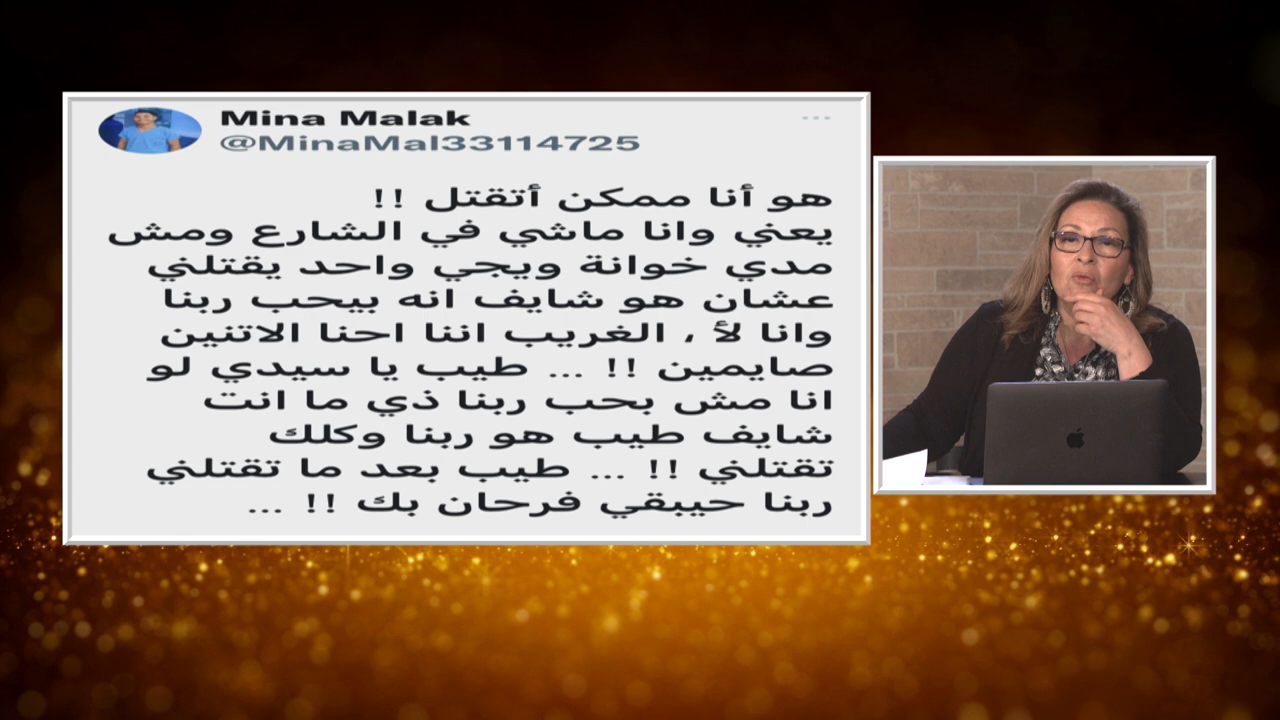 Mina Malak
@MinaMal33114725
هو أنا ممكن أتقتل !!
يعني وانا ماشي في الشارع ومش
مدي خوانة ويجي واحد يقتلني
عشان هو شايف انه بيحب ربنا
وانا لأ ، الغريب اننا احنا الاتنين
صايمين !! ... طيب يا سيدي لو
انا مش بحب ربنا ذي ما انت
شايف طيب هو ربنا وكلك
تقتلني !! ... طيب بعد ما تقتلني
ربنا حيبقي فرحان بك !! ...